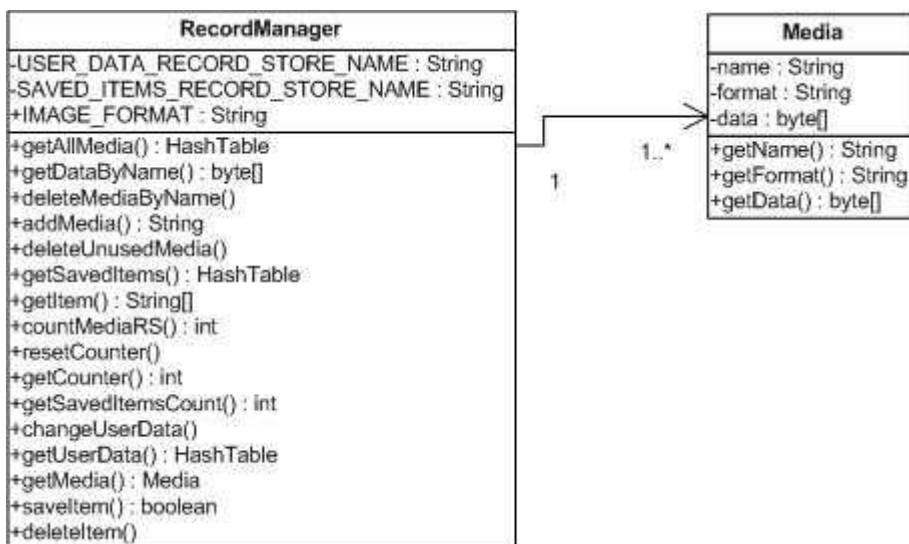 RecordManager
-USER_DATA_RECORD_STORE_NAME : String
-SAVED_ITEMS_RECORD_STORE_NAME : String
+IMAGE_FORMAT : String
+getAllMedia() : HashTable
+getDataByName() : byte[]
+deleteMediaByName()
+addMedia() : String
+deleteUnusedMedia()
+getSavedItems() : HashTable
+getItem() : String[]
+countMediaRS() : int
+resetCounter()
+getCounter() : int
+getSavedItemsCount() : int
+changeUserData()
+getUserData() : HashTable
+getMedia() : Media
+saveItem() : boolean
+deleteItem()
1
1..*
Media
-name : String
-format : String
-data : byte[]
+getName() : String
+getFormat() : String
+getData() : byte[]